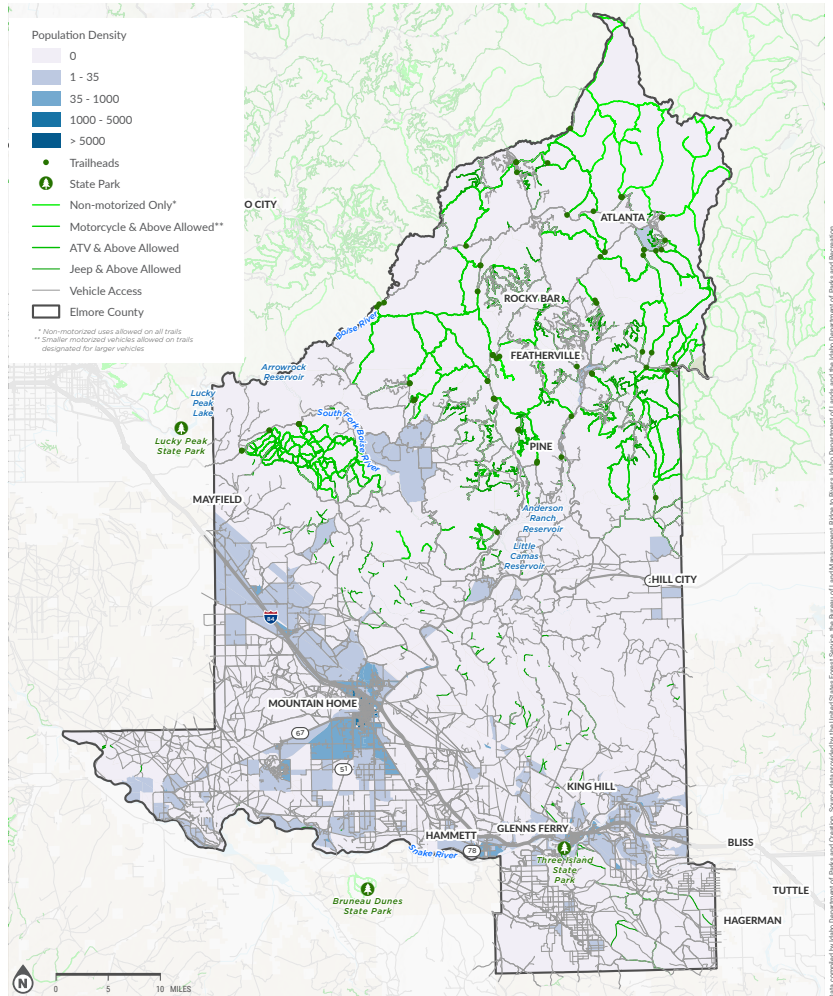 Population Density
0
1 - 35
35 - 1000
1000 - 5000
> 5000
Trailheads
State Park
Non-motorized Only*
Motorcycle & Above Allowed**
ATV & Above Allowed
Jeep & Above Allowed
Vehicle Access
Elmore County
* Non-motorized uses allowed on all trails
** Smaller motorized vehicles allowed on trails
designated for larger vehicles
O CITY
ATLANTA
ROCKY BAR
Boise River
FEATHERVILLE
Arrowrock
Reservoir
Lucky
Peak
Lake
South Fork Boise River
Lucky Peak
State Park
PINE
MAYFIELD
Anderson
Ranch
Reservoir
Little
Camas
Reservoir
HILL CITY
84
MOUNTAIN HOME
67
51
KING HILL
GLENNS FERRY
HAMMETT
78
Snake River
BLISS
Three Island
State
Park
TUTTLE
Bruneau Dunes
State Park
HAGERMAN
N
0 5 10 MILES